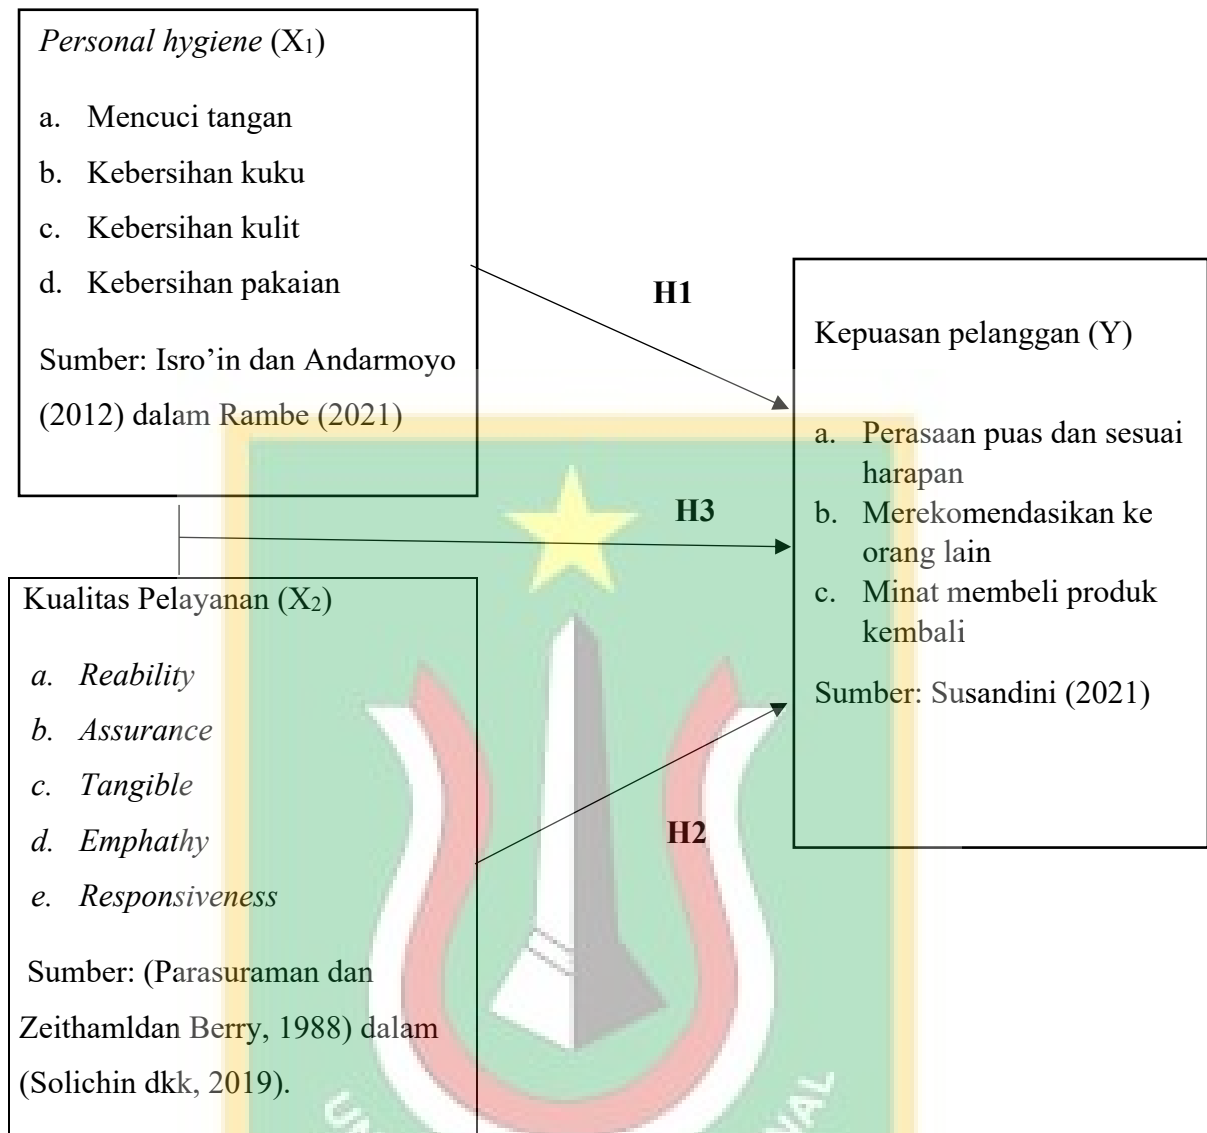 Personal hygiene (X₁)
a. Mencuci tangan
b. Kebersihan kuku
c. Kebersihan kulit
d. Kebersihan pakaian
Sumber: Isro’in dan Andarmoyo
(2012) dalam Rambe (2021)
H1
H3
Kepuasan pelanggan (Y)
a. Perasaan puas dan sesuai
harapan
b. Merekomendasikan ke
orang lain
c. Minat membeli produk
kembali
Sumber: Susandini (2021)
Kualitas Pelayanan (X₂)
a. Reability
b. Assurance
c. Tangible
d. Emphathy
e. Responsiveness
Sumber: (Parasuraman dan
Zeithamldan Berry, 1988) dalam
(Solichin dkk, 2019).
H2